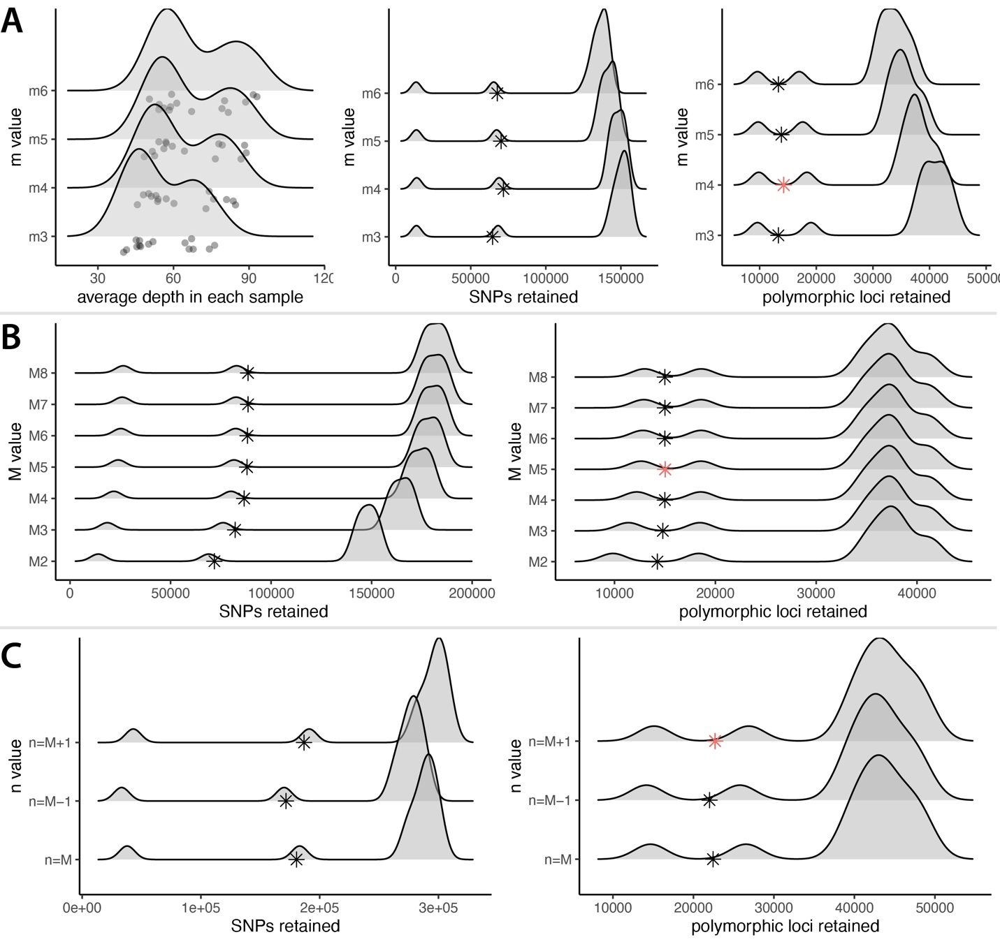 A
m value
m6
m5
m4
m3
30 60 90 120
average depth in each sample
m value
m6
m5
m4
m3
0 50000 100000 150000
SNPs retained
m value
m6
m5
m4
m3
10000 20000 30000 40000 50000
polymorphic loci retained
B
M value
M8
M7
M6
M5
M4
M3
M2
0 50000 100000 150000 200000
SNPs retained
M value
M8
M7
M6
M5
M4
M3
M2
10000 20000 30000 40000
polymorphic loci retained
C
n value
n=M+1
n=M−1
n=M
0e+00 1e+05 2e+05 3e+05
SNPs retained
n value
n=M+1
n=M−1
n=M
10000 20000 30000 40000 50000
polymorphic loci retained